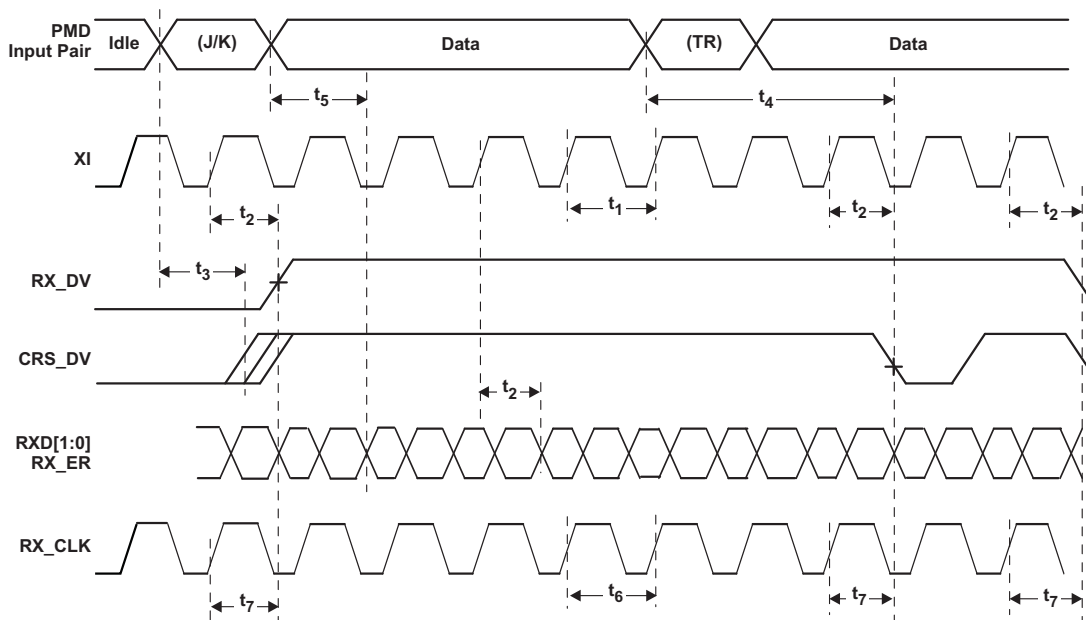 PMD
Input Pair
Idle
(J/K)
Data
(TR)
Data
t5
t4
XI
t2
t1
t2
t2
t3
RX_DV
CRS_DV
t2
RXD[1:0]
RX_ER
RX_CLK
t7
t6
t7
t7